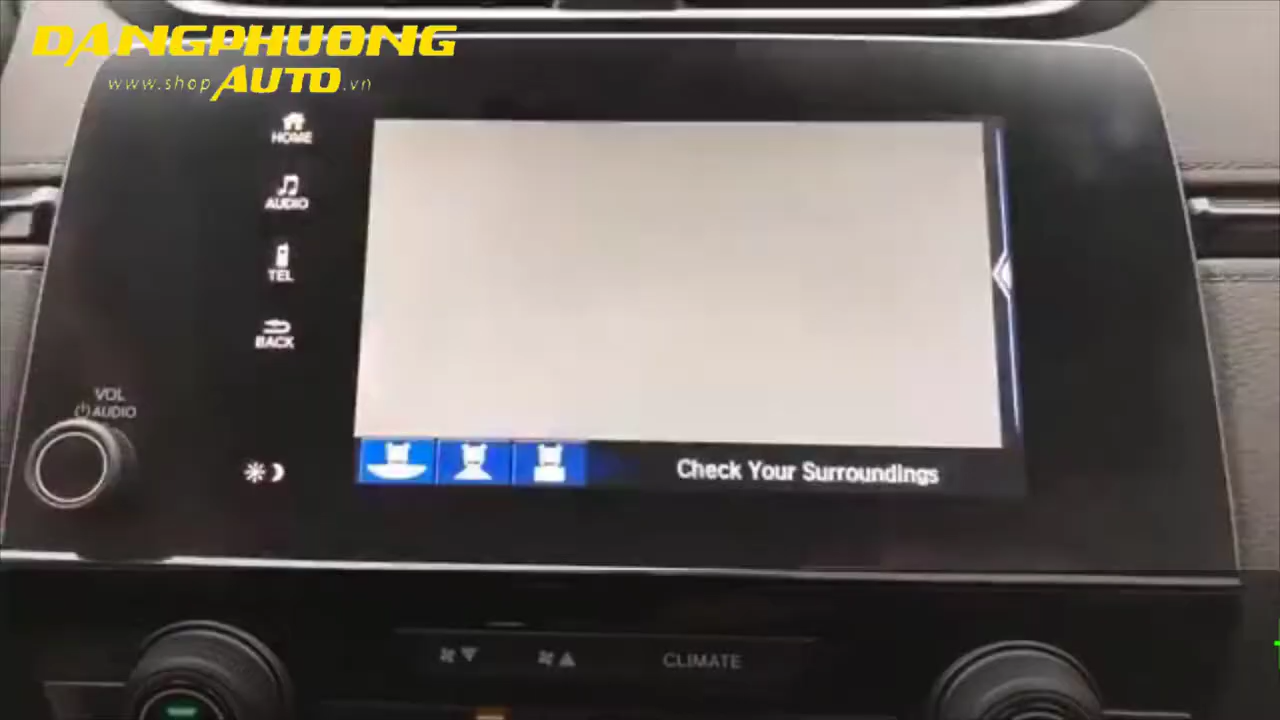 DANGPHUONG
www.shop AUTO.vn
HOME
AUDIO
TEL
BACK
VOL
AUDIO
Check Your Surroundings
CLIMATE